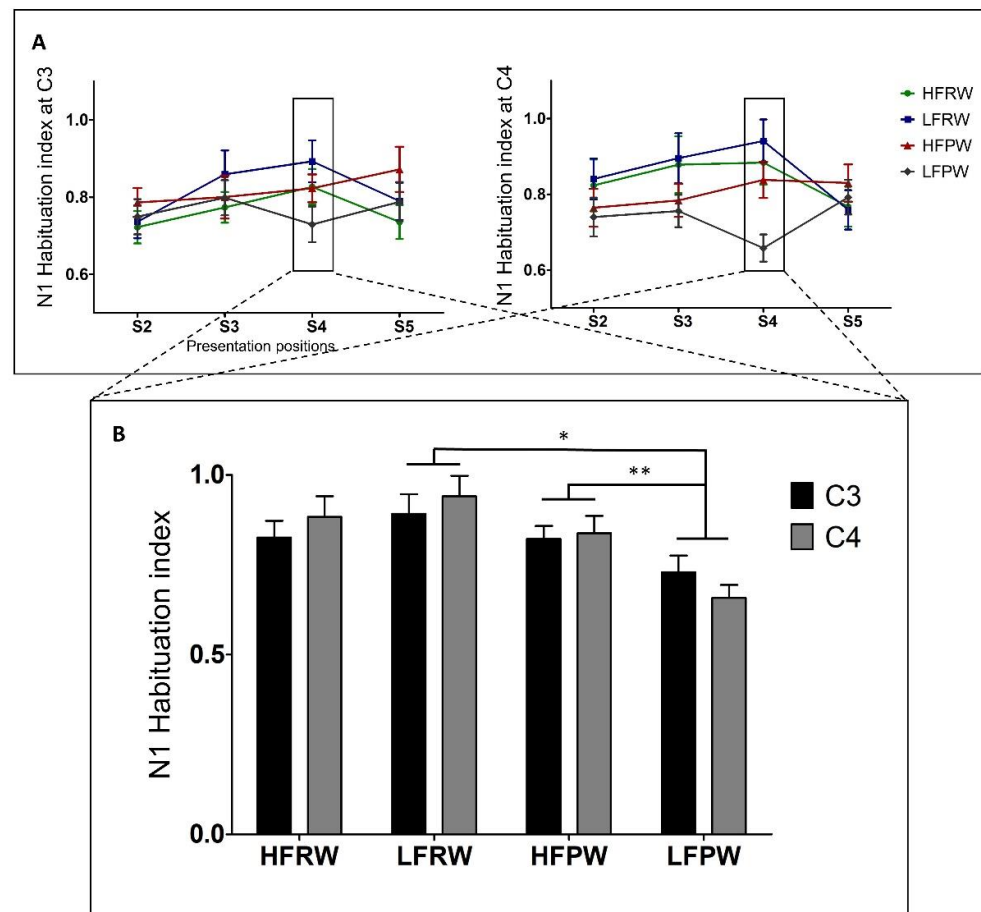 A
N1 Habituation index at C3
1.0
0.8
0.6
S2 S3 S4 S5
Presentation positions
N1 Habituation index at C4
1.0
0.8
0.6
S2 S3 S4 S5
HFRW
LFRW
HFPW
LFPW
B
N1 Habituation index
1.0
0.5
0.0
*
**
C3
C4
HFRW LFRW HFPW LFPW